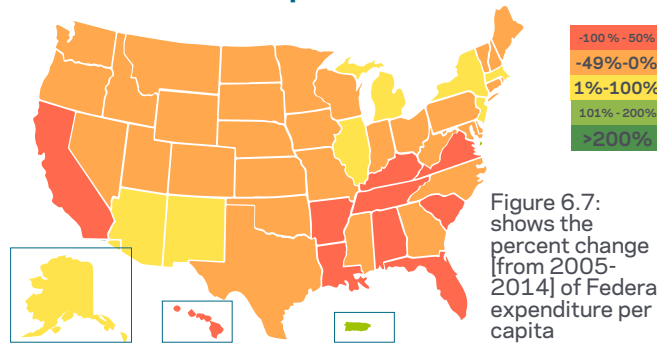 -100 % - 50%
-49%-0%
1%-100%
101% - 200%
>200%
Figure 6.7:
shows the
percent change
[from 2005-
2014] of Federa
expenditure per
capita